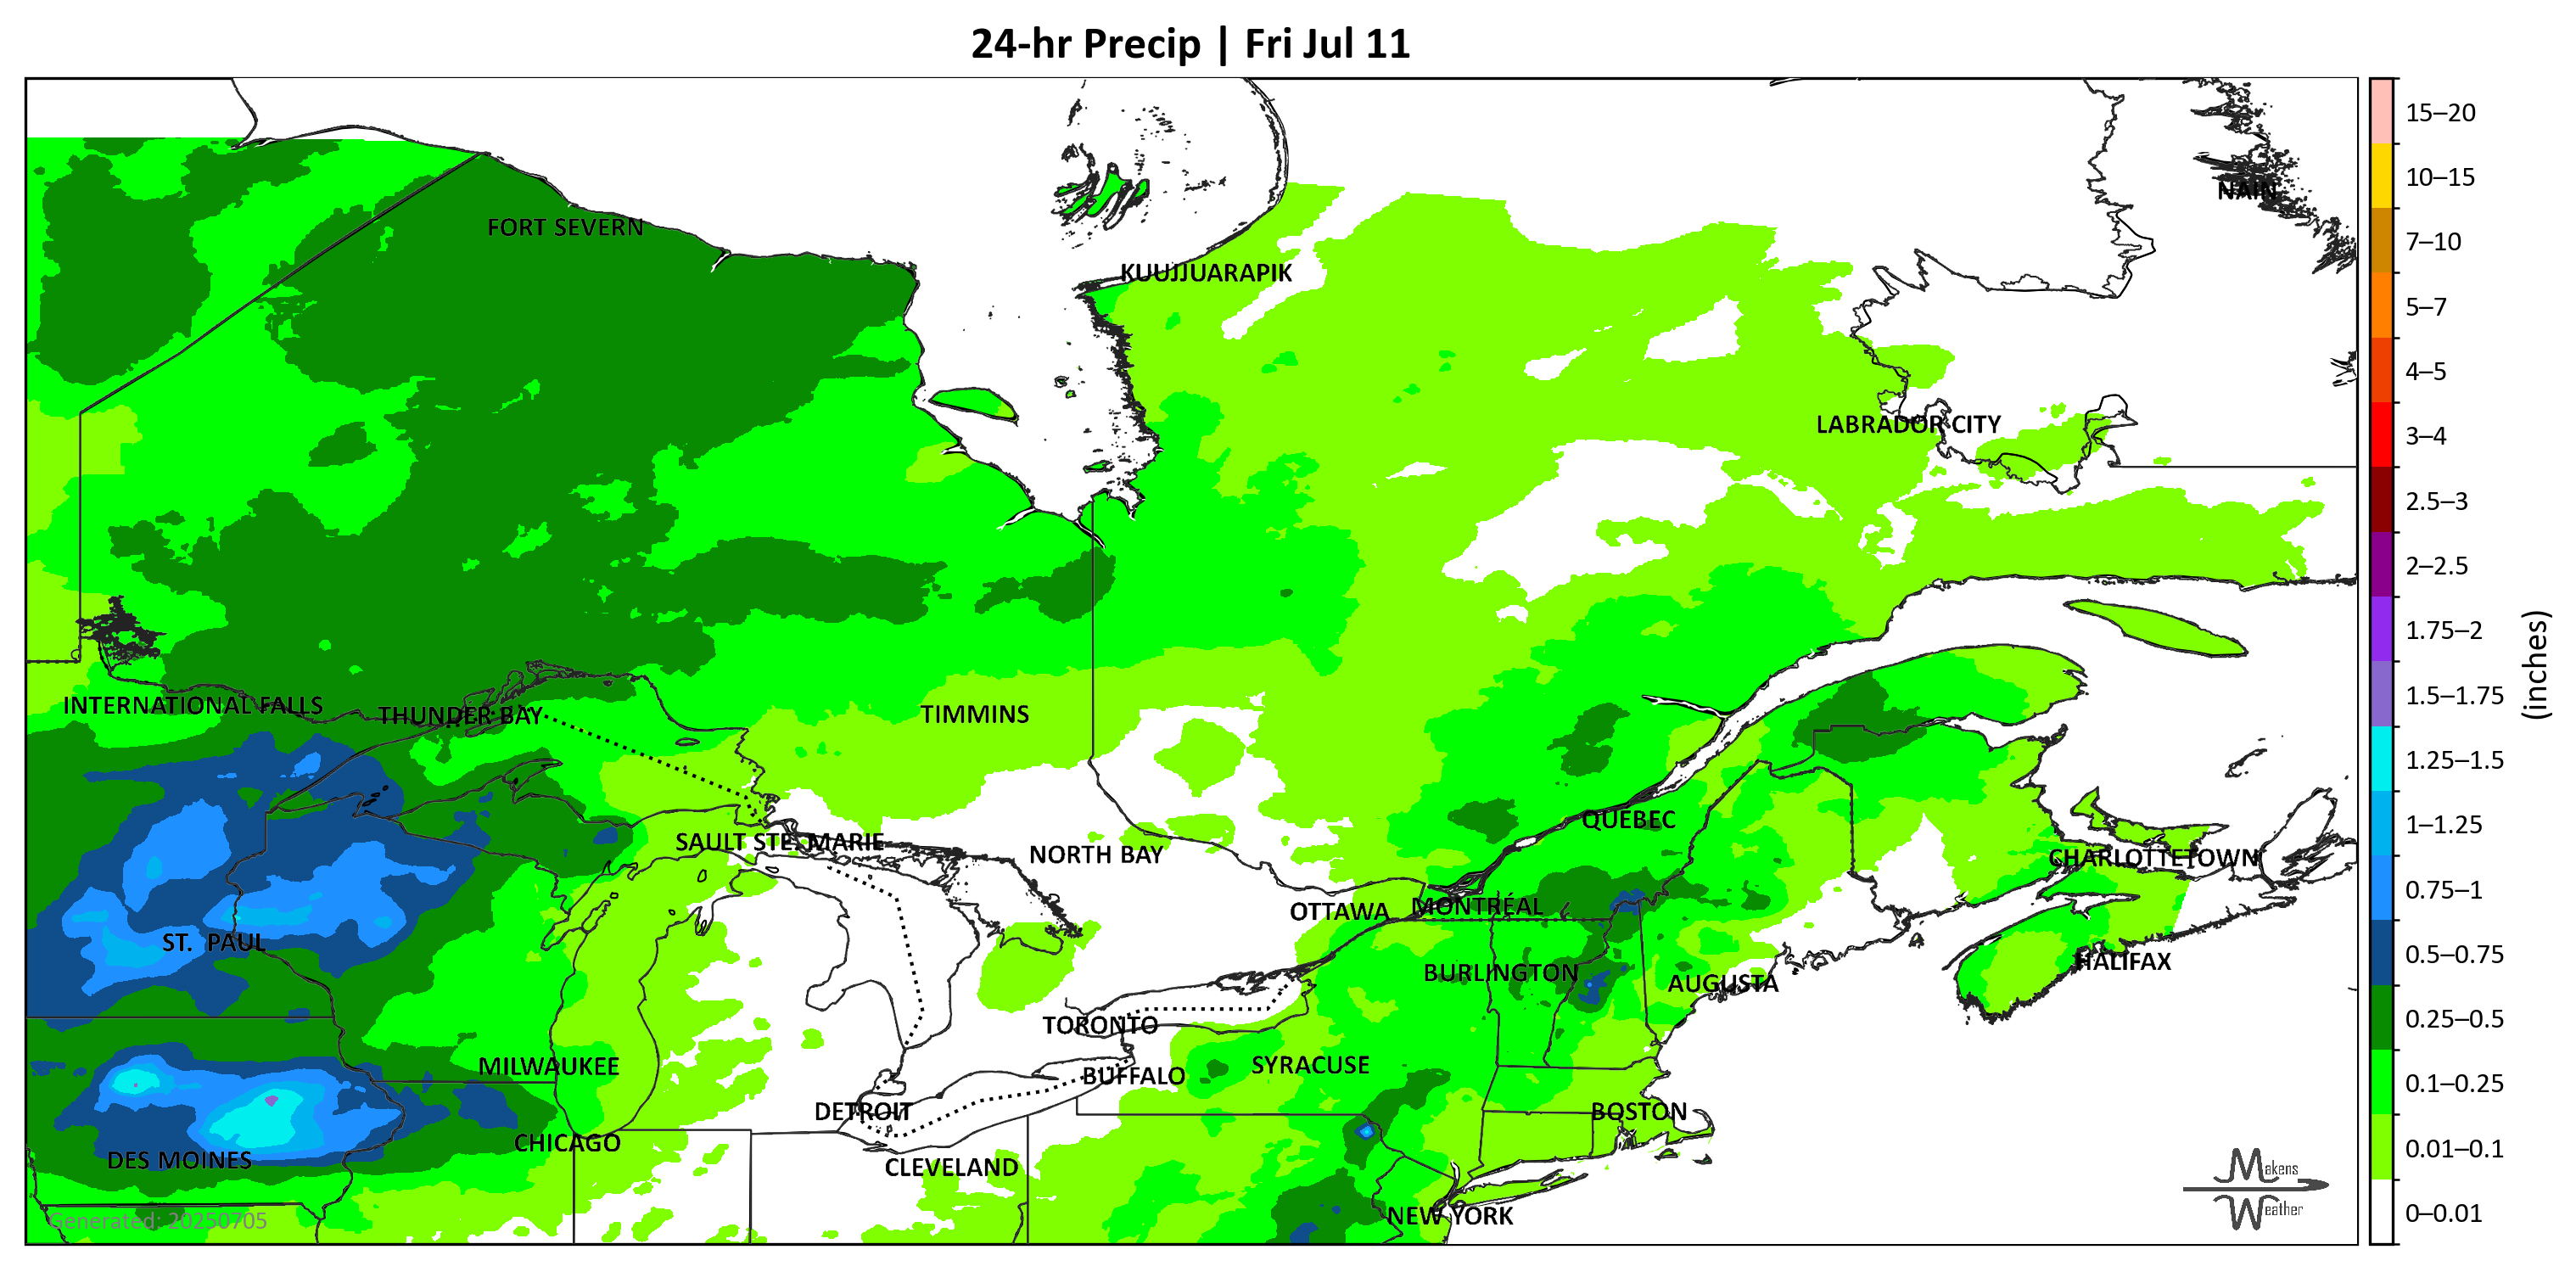 24-hr Precip | Fri Jul 11
NAIN
FORT SEVERN
KUUJJUARAPIK
LABRADOR CITY
INTERNATIONAL FALLS
THUNDER BAY
TIMMINS
QUEBEC
SAULT STE. MARIE
NORTH BAY
CHARLOTTETOWN
OTTAWA
MONTRÉAL
ST. PAUL
HALIFAX
BURLINGTON
AUGUSTA
TORONTO
MILWAUKEE
SYRACUSE
BUFFALO
DETROIT
BOSTON
CHICAGO
DES MOINES
CLEVELAND
NEW YORK
Generated: 20250705
Makens
Weather
15–20
10–15
7–10
5–7
4–5
3–4
2.5–3
2–2.5
1.75–2
1.5–1.75
1.25–1.5
1–1.25
0.75–1
0.5–0.75
0.25–0.5
0.1–0.25
0.01–0.1
0–0.01
(inches)